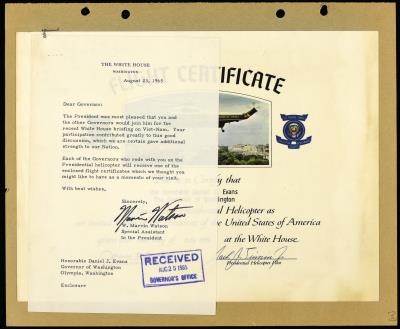 THE WHITE HOUSE
WASHINGTON
August 23, 1965
Dear Governor:
The President was most pleased that you and
the other Governors would join him for the
recent White House briefing on Viet-Nam. Your
participation contributed greatly to this good
discussion, which we are certain gave additional
strength to our Nation.
Each of the Governors who rode with you on the
Presidential helicopter will receive one of the
enclosed flight certificates which we thought you
might like to have as a memento of your visit.
With best wishes,
Sincerely,
Marvin Watson
W. Marvin Watson
Special Assistant
to the President
Honorable Daniel J. Evans
Governor of Washington
Olympia, Washington
Enclosure
RECEIVED
AUG 25 1965
GOVERNOR'S OFFICE
FLIGHT CERTIFICATE
y that
Evans
hington
l Helicopter as
e United States of America
at the White House
Presidential Helicopter Pilot